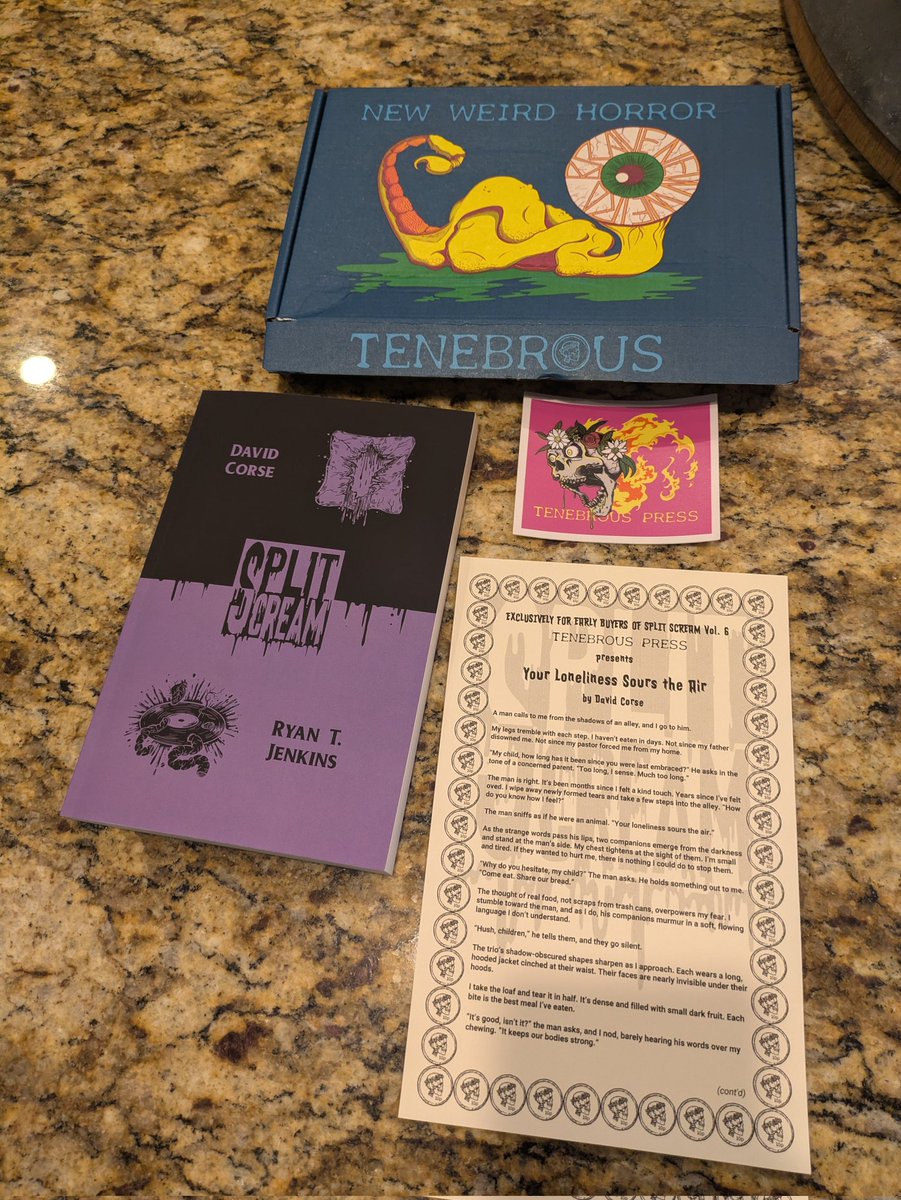 NEW WEIRD HORROR
TENEBROUS
DAVID
CORSE
SPLIT
SCREAM
RYAN T.
JENKINS
TENEBROUS PRESS
EXCLUSIVELY FOR EARLY BUYERS OF SPLIT SCREAM Vol. 6
TENEBROUS PRESS
presents
Your Loneliness Sours the Air
by David Corse
A man calls to me from the shadows of an alley, and I go to him.
My legs tremble with each step. I haven't eaten in days. Not since my father
disowned me. Not since my pastor forced me from my home.
"My child, how long has it been since you were last embraced?" He asks in the
tone of a concerned parent. "Too long, I sense. Much too long."
The man is right. It's been months since I felt a kind touch. Years since I've felt
oved. I wipe away newly formed tears and take a few steps into the alley. "How
do you know how I feel?"
The man sniffs as if he were an animal. "Your loneliness sours the air."
As the strange words pass his lips, two companions emerge from the darkness
and stand at the man's side. My chest tightens at the sight of them. I'm small
and tired. If they wanted to hurt me, there is nothing I could do to stop them.
"Why do you hesitate, my child?" The man asks. He holds something out to me.
"Come eat. Share our bread."
The thought of real food, not scraps from trash cans, overpowers my fear. I
stumble toward the man, and as I do, his companions murmur in a soft, flowing
language I don't understand.
"Hush, children," he tells them, and they go silent.
The trio's shadow-obscured shapes sharpen as I approach. Each wears a long,
hooded jacket cinched at their waist. Their faces are nearly invisible under their
hoods.
I take the loaf and tear it in half. It's dense and filled with small dark fruit. Each
bite is the best meal I've eaten.
"It's good, isn't it?" the man asks, and I nod, barely hearing his words over my
chewing. "It keeps our bodies strong."
(cont'd)